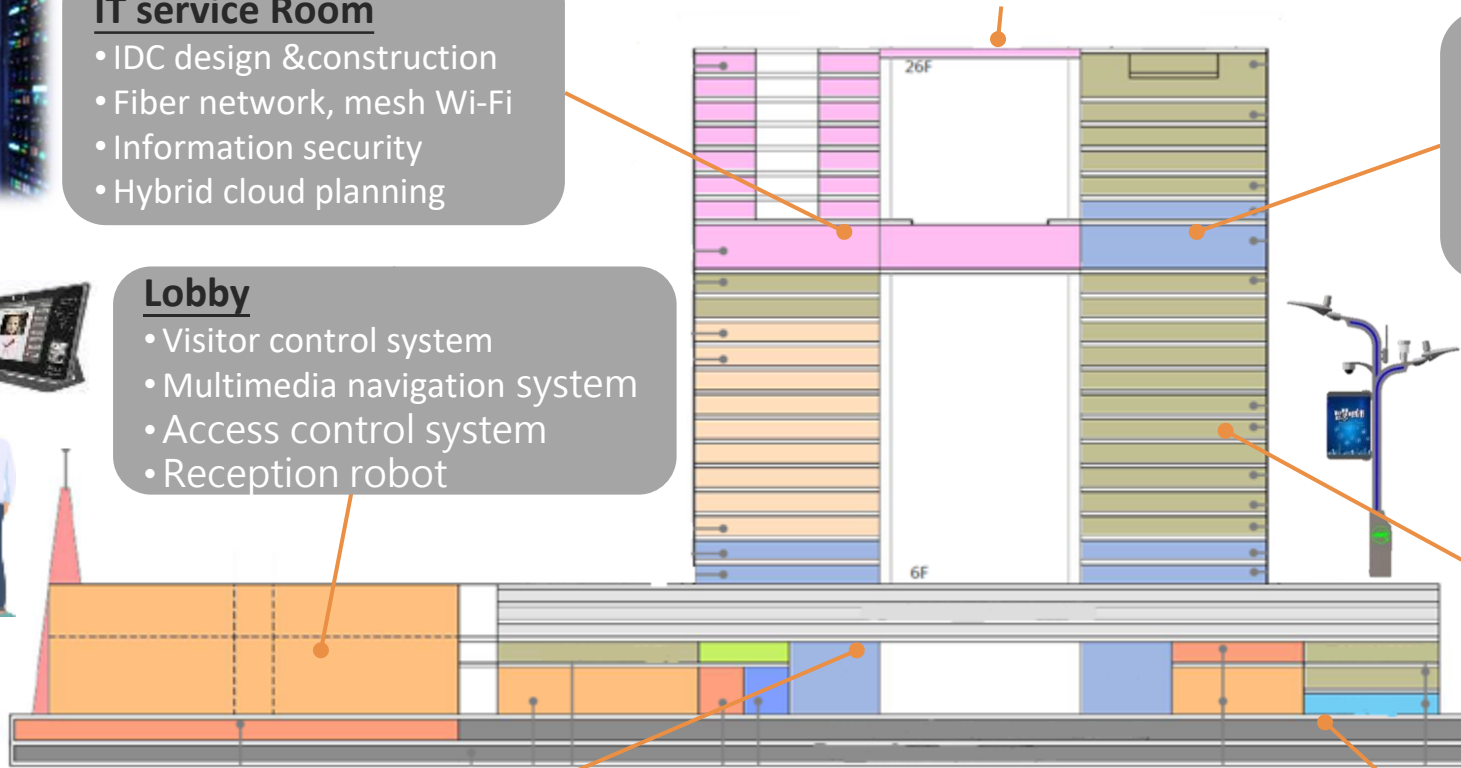 IT service Room
• IDC design &construction
• Fiber network, mesh Wi-Fi
• Information security
• Hybrid cloud planning
Lobby
• Visitor control system
• Multimedia navigation system
• Access control system
• Reception robot
26F
6F